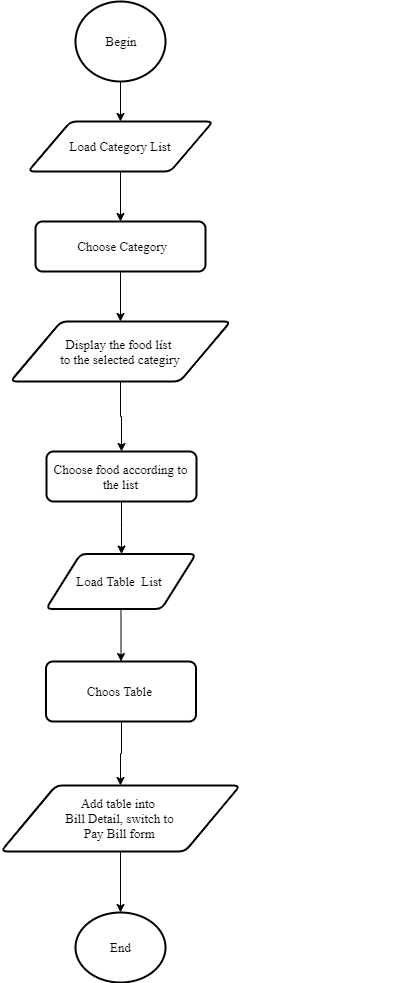 Begin
Load Category List
Choose Category
Display the food list
to the selected categiry
Choose food according to
the list
Load Table List
Choos Table
Add table into
Bill Detail, switch to
Pay Bill form
End